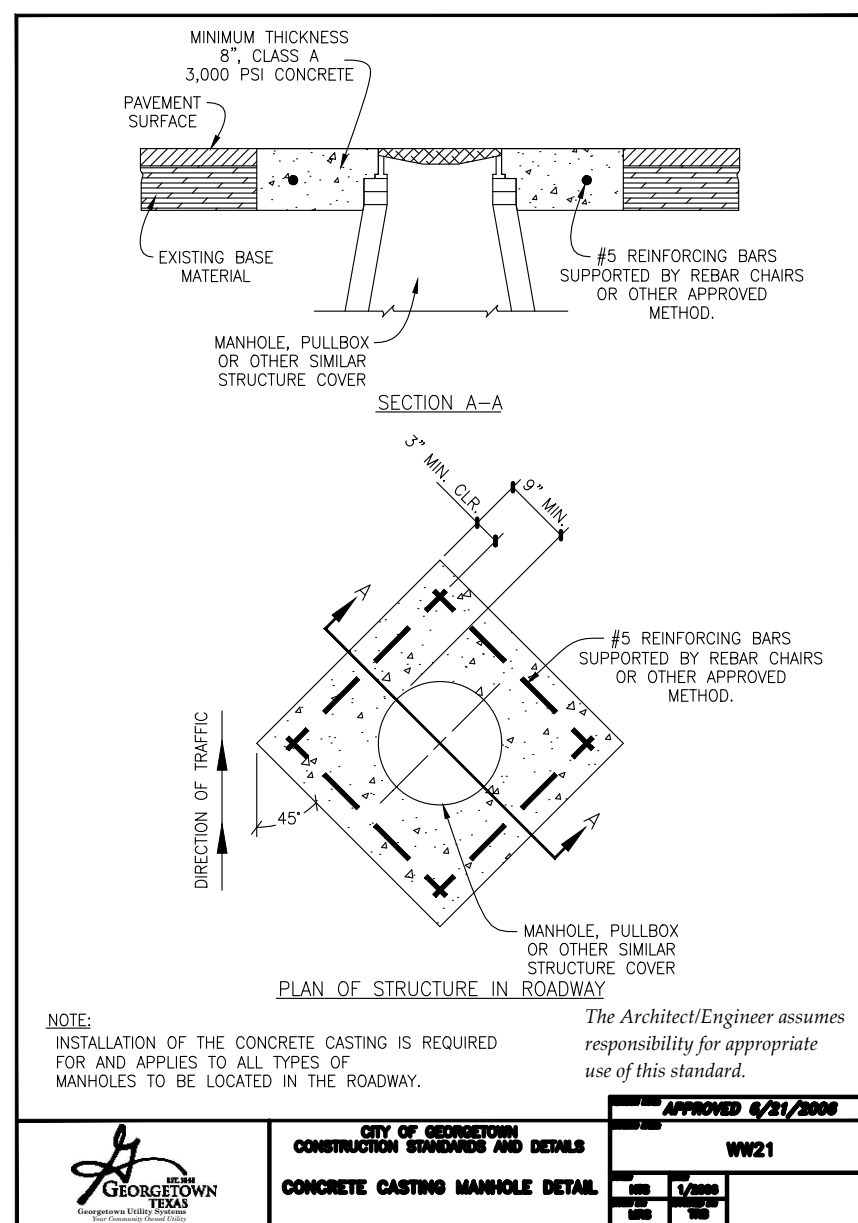 MINIMUM THICKNESS
8", CLASS A
3,000 PSI CONCRETE
PAVEMENT
SURFACE
EXISTING BASE
MATERIAL
#5 REINFORCING BARS
SUPPORTED BY REBAR CHAIRS
OR OTHER APPROVED
METHOD.
MANHOLE, PULLBOX
OR OTHER SIMILAR
STRUCTURE COVER
SECTION A-A
3" MIN. CLR.
9" MIN.
A
#5 REINFORCING BARS
SUPPORTED BY REBAR CHAIRS
OR OTHER APPROVED
METHOD.
DIRECTION OF TRAFFIC
45°
A
MANHOLE, PULLBOX
OR OTHER SIMILAR
STRUCTURE COVER
PLAN OF STRUCTURE IN ROADWAY
NOTE:
INSTALLATION OF THE CONCRETE CASTING IS REQUIRED
FOR AND APPLIES TO ALL TYPES OF
MANHOLES TO BE LOCATED IN THE ROADWAY.
The Architect/Engineer assumes
responsibility for appropriate
use of this standard.
APPROVED 6/21/2006
CITY OF GEORGETOWN
CONSTRUCTION STANDARDS AND DETAILS
CONCRETE CASTING MANHOLE DETAIL
WW21
NTS
1/2006
MRS
TRB
EST. 1848
GEORGETOWN
TEXAS
Georgetown Utility Systems
Your Community Owned Utility